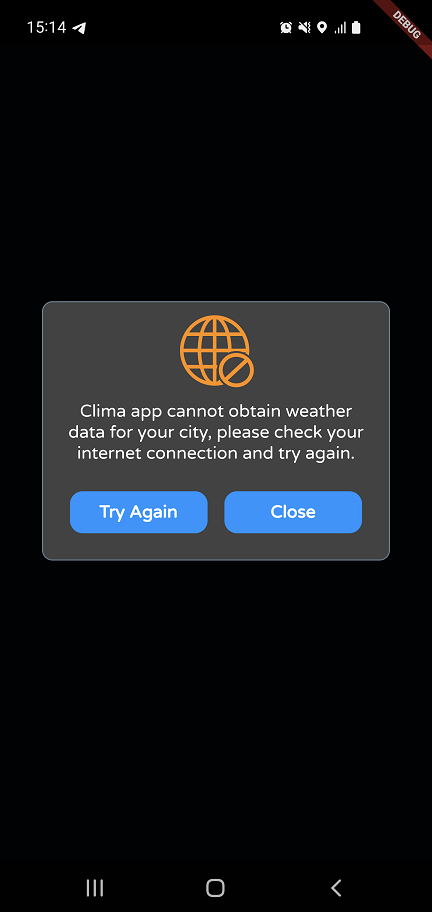 15:14
DEBUG
Clima app cannot obtain weather
data for your city, please check your
internet connection and try again.
Try Again
Close